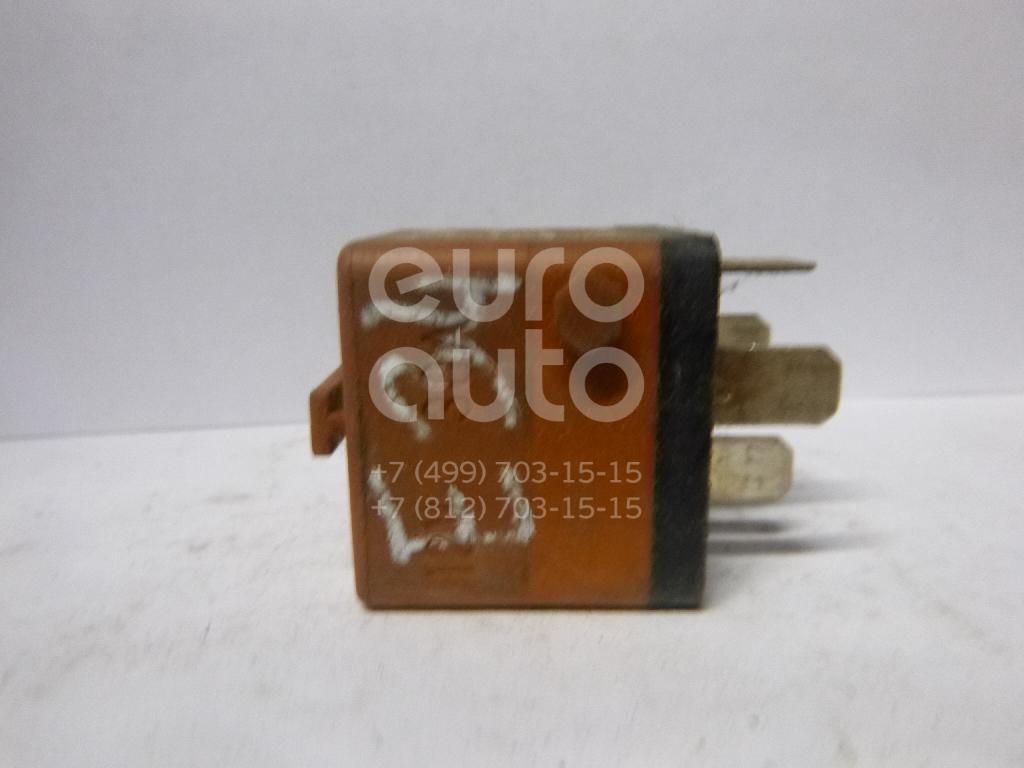 euro
auto
+7 (499) 703-15-15
+7 (812) 703-15-15